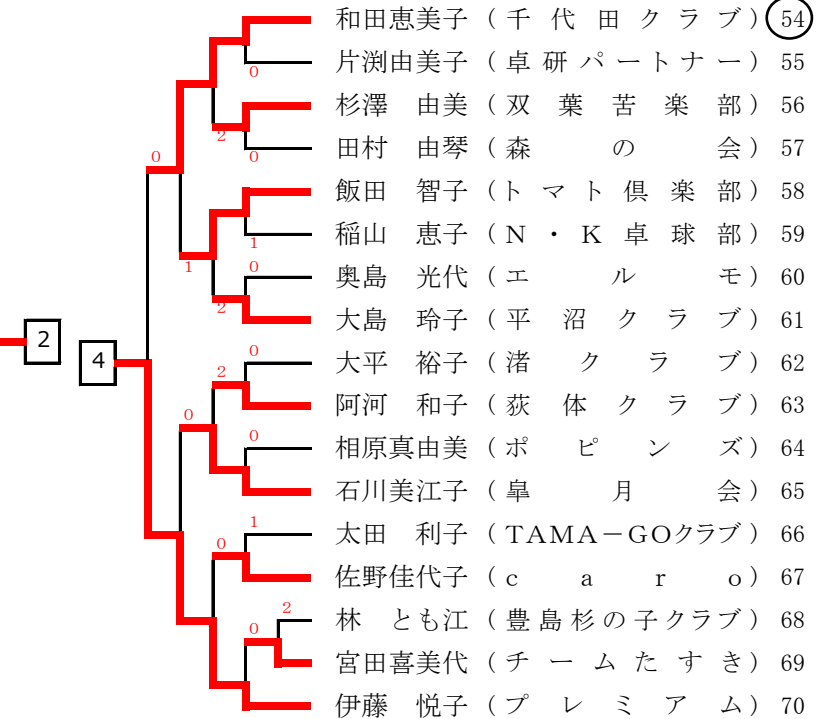 和田恵美子（千代田クラブ） 54
0
片渕由美子（卓研パートナー） 55
杉澤　由美（双葉苦楽部） 56
2
0
田村　由琴（森の会） 57
0
飯田　智子（トマト倶楽部） 58
稲山　恵子（N・K卓球部） 59
1
1
0
奥島　光代（エルモ） 60
2
大島　玲子（平沼クラブ） 61
2
4
0
大平　裕子（渚クラブ） 62
2
阿河　和子（荻体クラブ） 63
0
0
相原真由美（ポピンズ） 64
石川美江子（皐月会） 65
1
太田　利子（TAMA－GOクラブ） 66
0
佐野佳代子（caro） 67
2
林　とも江（豊島杉の子クラブ） 68
0
宮田喜美代（チームたすき） 69
伊藤　悦子（プレミアム） 70